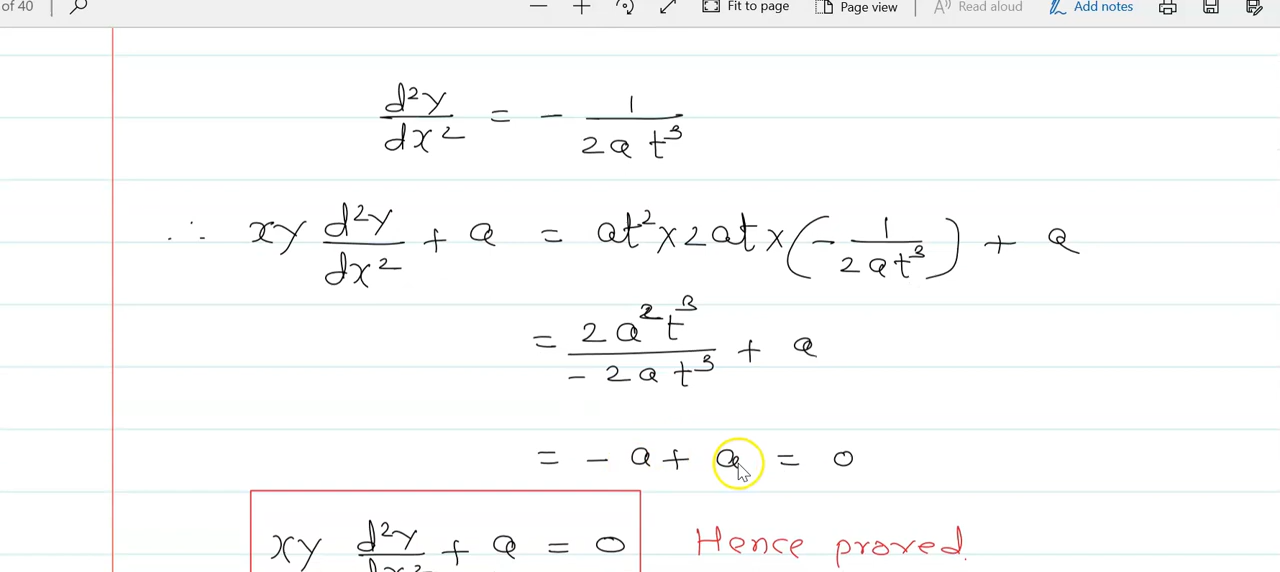 of 40 Fit to page Page view Read aloud Add notes
d²y/dx² = - 1/(2at³)
∴ xy d²y/dx² + a = at² × 2at × (- 1/(2at³)) + a
= 2a²t³/(-2at³) + a
= - a + a = 0
xy d²y/dx² + a = 0 Hence proved.